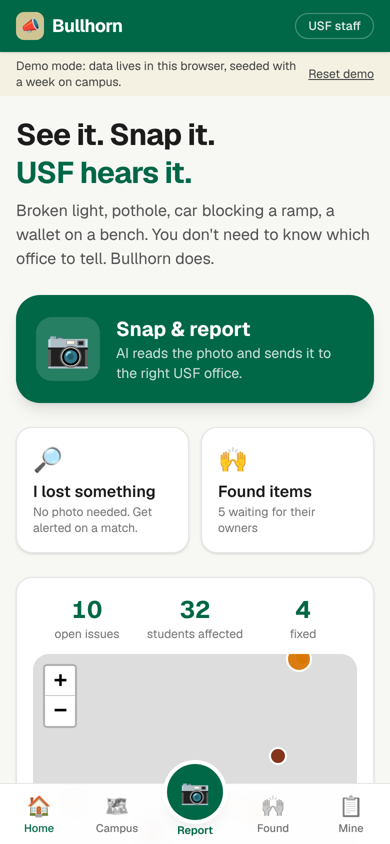 Bullhorn
USF staff
Demo mode: data lives in this browser, seeded with
a week on campus.
Reset demo
See it. Snap it.
USF hears it.
Broken light, pothole, car blocking a ramp, a
wallet on a bench. You don't need to know which
office to tell. Bullhorn does.
Snap & report
AI reads the photo and sends it to
the right USF office.
I lost something
No photo needed. Get
alerted on a match.
Found items
5 waiting for their
owners
10
open issues
32
students affected
4
fixed
+
−
Home
Campus
Report
Found
Mine